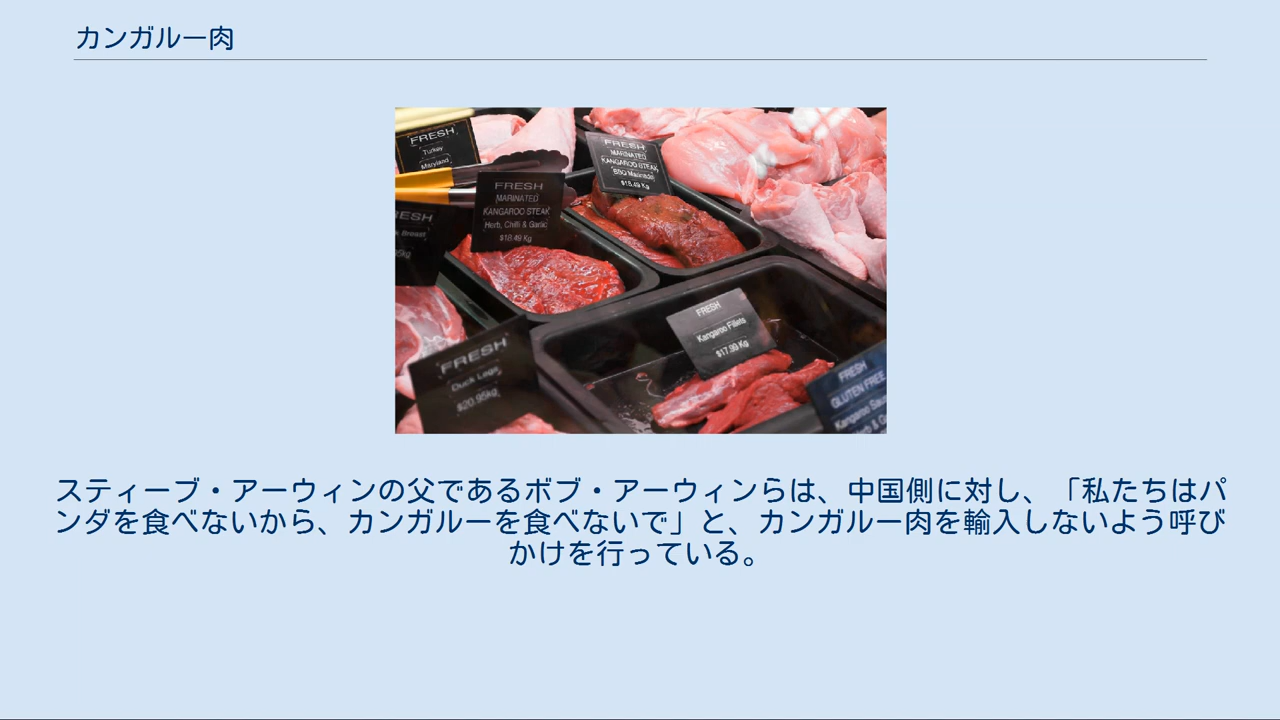 カンガルー肉
FRESH
Turkey
Maryland
FRESH
MARINATED
KANGAROO STEAK
BBQ Marinade
$18.49 Kg
FRESH
MARINATED
KANGAROO STEAK
Herb, Chilli & Garlic
$18.49 Kg
Breast
FRESH
Kangaroo Fillets
$17.99 Kg
FRESH
Duck Legs
$20.95kg
FRESH
GLUTEN FREE
Kangaroo
スティーブ・アーウィンの父であるボブ・アーウィンらは、中国側に対し、「私たちはパ
ンダを食べないから、カンガルーを食べないで」と、カンガルー肉を輸入しないよう呼び
かけを行っている。